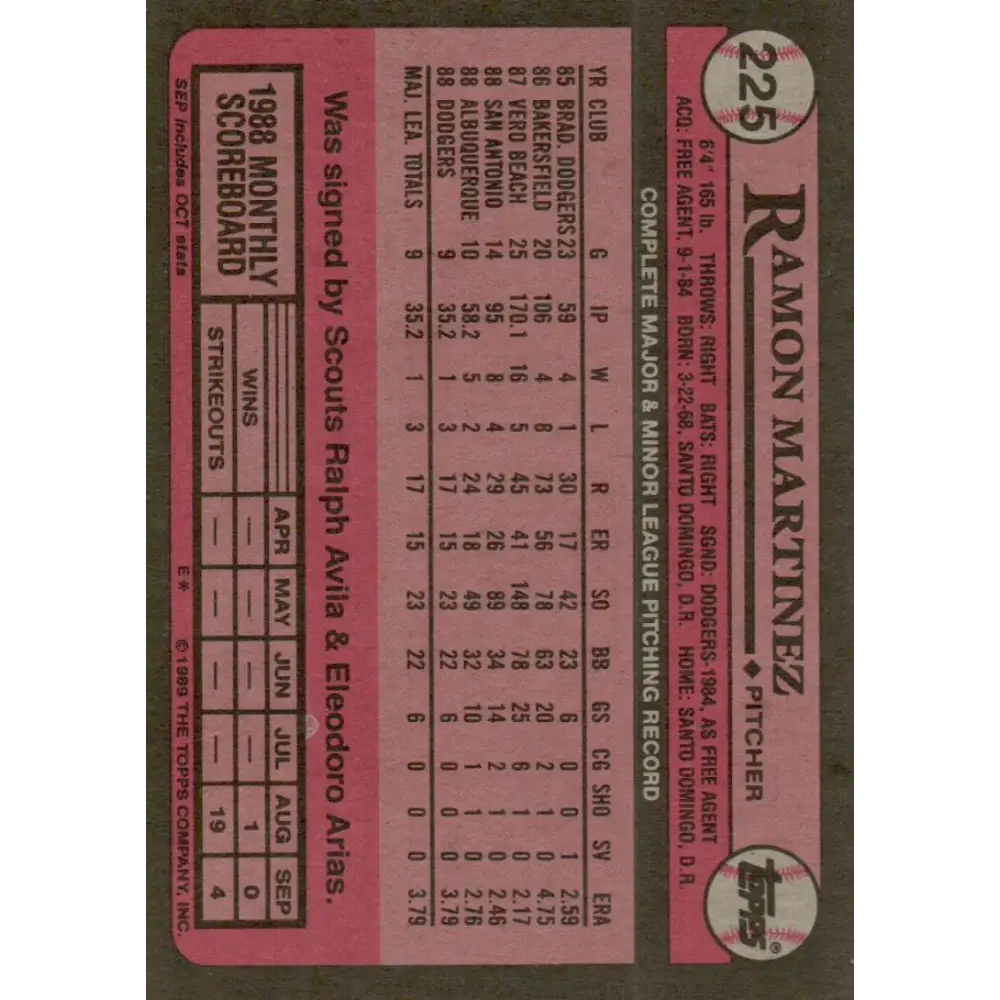 225
RAMON MARTINEZ ♦ PITCHER
topps®
6'4" 165 lb. THROWS: RIGHT BATS: RIGHT SGND: DODGERS-1984, AS FREE AGENT
ACQ: FREE AGENT, 9-1-84 BORN: 3-22-68, SANTO DOMINGO, D.R. HOME: SANTO DOMINGO, D.R.
COMPLETE MAJOR & MINOR LEAGUE PITCHING RECORD
YR CLUB G IP W L R ER SO BB GS CG SHO SV ERA
85 BRAD. DODGERS 23 59 4 1 30 17 42 23 6 0 0 1 2.59
86 BAKERSFIELD 20 106 4 8 73 56 78 63 20 2 1 0 4.75
87 VERO BEACH 25 170.1 16 5 45 41 148 78 25 6 1 0 2.17
88 SAN ANTONIO 14 95 8 4 29 26 89 34 14 2 1 0 2.46
88 ALBUQUERQUE 10 58.2 5 2 24 18 49 32 10 1 1 0 2.76
88 DODGERS 9 35.2 1 3 17 15 23 22 6 0 0 0 3.79
MAJ. LEA. TOTALS 9 35.2 1 3 17 15 23 22 6 0 0 0 3.79
Was signed by Scouts Ralph Avila & Eleodoro Arias.
1988 MONTHLY
SCOREBOARD
APR MAY JUN JUL AUG SEP
WINS — — — — 1 0
STRIKEOUTS — — — — 19 4
SEP includes OCT stats E* © 1989 THE TOPPS COMPANY, INC.